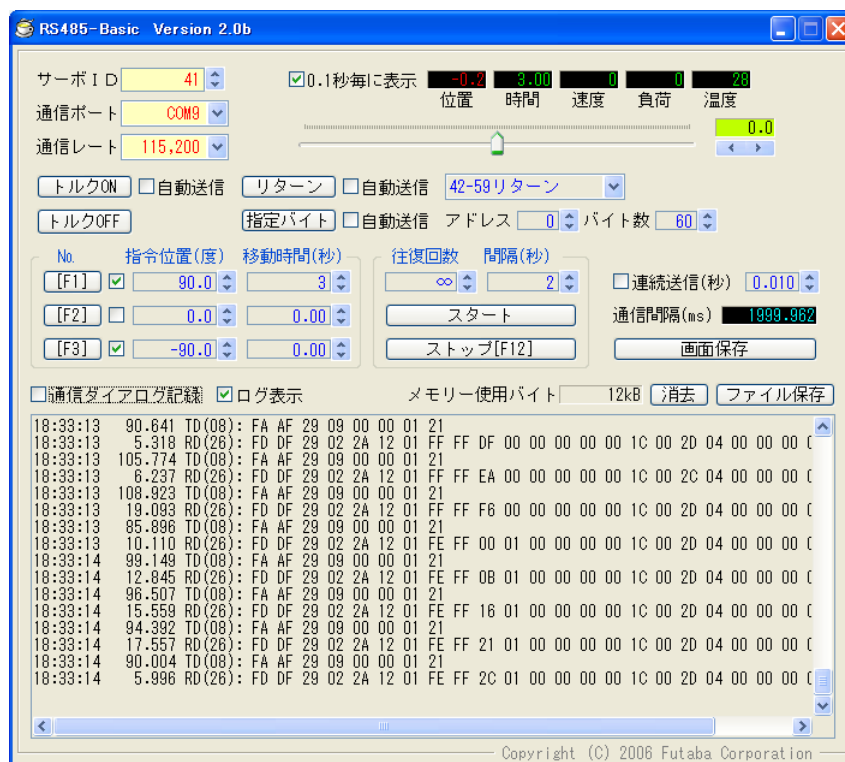 RS485-Basic Version 2.0b
サーボID 41
0.1秒毎に表示 -0.2 3.00 0 0 28
位置 時間 速度 負荷 温度
通信ポート COM9
0.0
通信レート 115,200
トルクON 自動送信 リターン 自動送信 42-59リターン
トルクOFF 指定バイト 自動送信 アドレス 0 バイト数 60
No. 指令位置(度) 移動時間(秒) 往復回数 間隔(秒)
[F1] 90.0 3 ∞ 2 連続送信(秒) 0.010
[F2] 0.0 0.00 スタート 通信間隔(ms) 1999.962
[F3] -90.0 0.00 ストップ[F12] 画面保存
通信ダイアログ記録 ログ表示 メモリー使用バイト 12kB 消去 ファイル保存
18:33:13 90.641 TD(08): FA AF 29 09 00 00 01 21
18:33:13 5.318 RD(26): FD DF 29 02 2A 12 01 FF FF DF 00 00 00 00 00 1C 00 2D 04 00 00 00
18:33:13 105.774 TD(08): FA AF 29 09 00 00 01 21
18:33:13 6.237 RD(26): FD DF 29 02 2A 12 01 FF FF EA 00 00 00 00 00 1C 00 2C 04 00 00 00
18:33:13 108.923 TD(08): FA AF 29 09 00 00 01 21
18:33:13 19.093 RD(26): FD DF 29 02 2A 12 01 FF FF F6 00 00 00 00 00 1C 00 2D 04 00 00 00
18:33:13 85.896 TD(08): FA AF 29 09 00 00 01 21
18:33:13 10.110 RD(26): FD DF 29 02 2A 12 01 FE FF 00 01 00 00 00 00 1C 00 2D 04 00 00 00
18:33:14 99.149 TD(08): FA AF 29 09 00 00 01 21
18:33:14 12.845 RD(26): FD DF 29 02 2A 12 01 FE FF 0B 01 00 00 00 00 1C 00 2D 04 00 00 00
18:33:14 96.507 TD(08): FA AF 29 09 00 00 01 21
18:33:14 15.559 RD(26): FD DF 29 02 2A 12 01 FE FF 16 01 00 00 00 00 1C 00 2D 04 00 00 00
18:33:14 94.392 TD(08): FA AF 29 09 00 00 01 21
18:33:14 17.557 RD(26): FD DF 29 02 2A 12 01 FE FF 21 01 00 00 00 00 1C 00 2D 04 00 00 00
18:33:14 90.004 TD(08): FA AF 29 09 00 00 01 21
18:33:14 5.996 RD(26): FD DF 29 02 2A 12 01 FE FF 2C 01 00 00 00 00 1C 00 2D 04 00 00 00
Copyright (C) 2006 Futaba Corporation